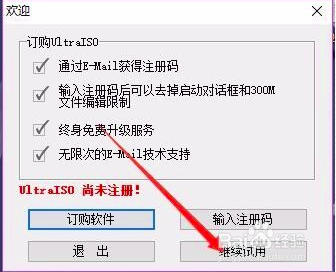 欢迎
订购UltraISO
通过E-Mail获得注册码
输入注册码后可以去掉启动对话框和300M
文件编辑限制
终身免费升级服务
无限次的E-Mail技术支持
UltraISO 尚未注册!
订购软件
输入注册码
退 出
继续试用